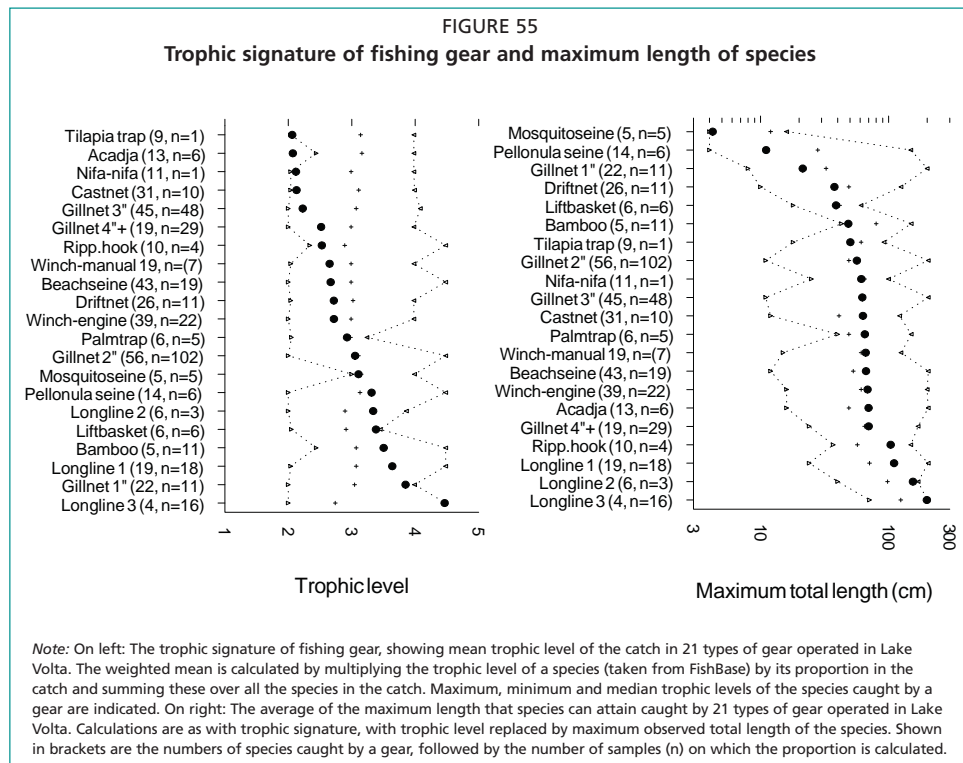 FIGURE 55
Trophic signature of fishing gear and maximum length of species
Tilapia trap (9, n=1)
Acadja (13, n=6)
Nifa-nifa (11, n=1)
Castnet (31, n=10)
Gillnet 3" (45, n=48)
Gillnet 4"+ (19, n=29)
Ripp.hook (10, n=4)
Winch-manual 19, n=(7)
Beachseine (43, n=19)
Driftnet (26, n=11)
Winch-engine (39, n=22)
Palmtrap (6, n=5)
Gillnet 2" (56, n=102)
Mosquitoseine (5, n=5)
Pellonula seine (14, n=6)
Longline 2 (6, n=3)
Liftbasket (6, n=6)
Bamboo (5, n=11)
Longline 1 (19, n=18)
Gillnet 1" (22, n=11)
Longline 3 (4, n=16)
1 2 3 4 5
Trophic level
Mosquitoseine (5, n=5)
Pellonula seine (14, n=6)
Gillnet 1" (22, n=11)
Driftnet (26, n=11)
Liftbasket (6, n=6)
Bamboo (5, n=11)
Tilapia trap (9, n=1)
Gillnet 2" (56, n=102)
Nifa-nifa (11, n=1)
Gillnet 3" (45, n=48)
Castnet (31, n=10)
Palmtrap (6, n=5)
Winch-manual 19, n=(7)
Beachseine (43, n=19)
Winch-engine (39, n=22)
Acadja (13, n=6)
Gillnet 4"+ (19, n=29)
Ripp.hook (10, n=4)
Longline 1 (19, n=18)
Longline 2 (6, n=3)
Longline 3 (4, n=16)
3 10 100 300
Maximum total length (cm)
Note: On left: The trophic signature of fishing gear, showing mean trophic level of the catch in 21 types of gear operated in Lake
Volta. The weighted mean is calculated by multiplying the trophic level of a species (taken from FishBase) by its proportion in the
catch and summing these over all the species in the catch. Maximum, minimum and median trophic levels of the species caught by a
gear are indicated. On right: The average of the maximum length that species can attain caught by 21 types of gear operated in Lake
Volta. Calculations are as with trophic signature, with trophic level replaced by maximum observed total length of the species. Shown
in brackets are the numbers of species caught by a gear, followed by the number of samples (n) on which the proportion is calculated.